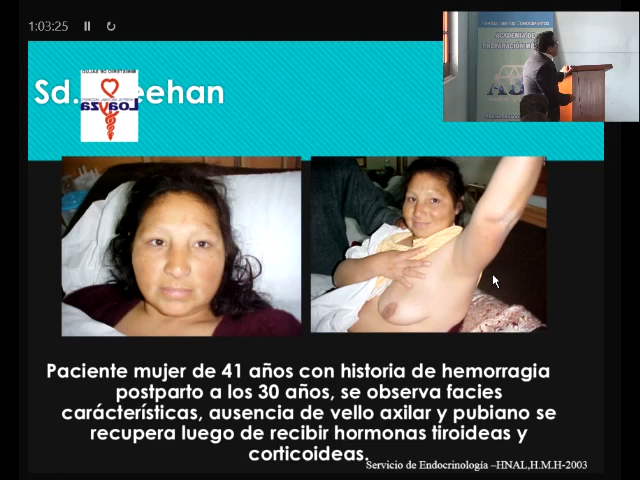 1:03:25
ACADEMIA DE
Sd. eehan
Loayza
Paciente mujer de 41 años con historia de hemorragia
postparto a los 30 años, se observa facies
carácterísticas, ausencia de vello axilar y pubiano se
recupera luego de recibir hormonas tiroideas y
corticoideas.
Servicio de Endocrinología –HNAL,H.M.H-2003